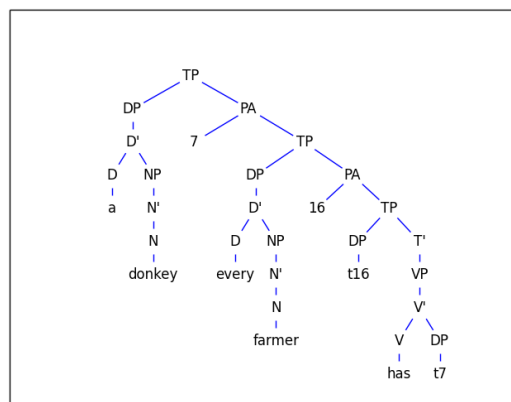 TP
DP PA
D' 7 TP
D NP DP PA
a N' D' 16 TP
N D NP DP T'
donkey every N' t16 VP
N V'
farmer V DP
has t7